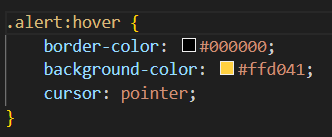 .alert:hover {
    border-color: #000000;
    background-color: #ffd041;
    cursor: pointer;
}